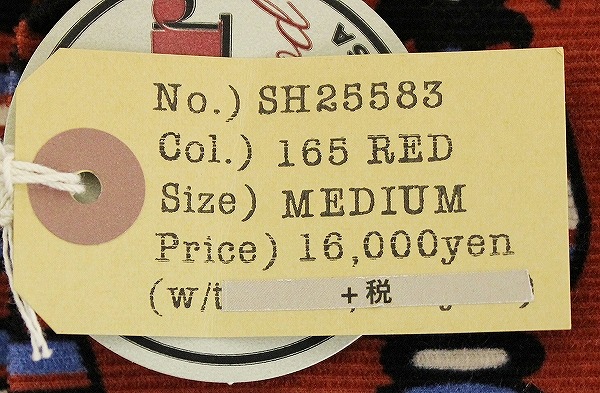 No.) SH25583
Col.) 165 RED
Size) MEDIUM
Price) 16,000yen
(w/t +税 )